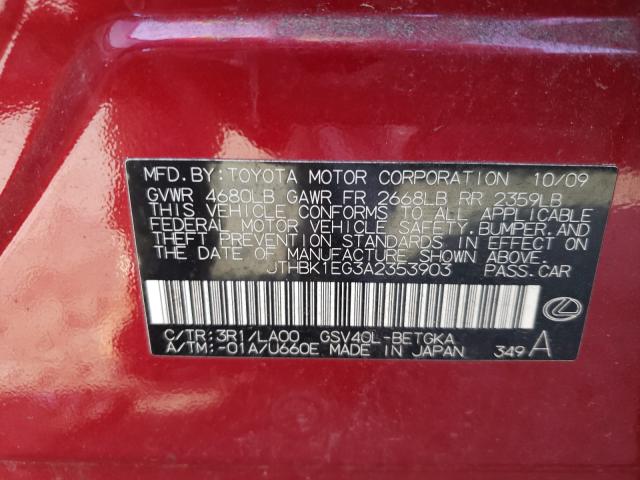 MFD. BY: TOYOTA MOTOR CORPORATION 10/09
GVWR 4680LB GAWR FR 2668LB RR 2359LB
THIS VEHICLE CONFORMS TO ALL APPLICABLE
FEDERAL MOTOR VEHICLE SAFETY, BUMPER, AND
THEFT PREVENTION STANDARDS IN EFFECT ON
THE DATE OF MANUFACTURE SHOWN ABOVE.
JTHBK1EG3A2353903 PASS. CAR
C/TR: 3R1/LA00 GSV40L-BETGKA
A/TM: -01A/U660E MADE IN JAPAN 349 A